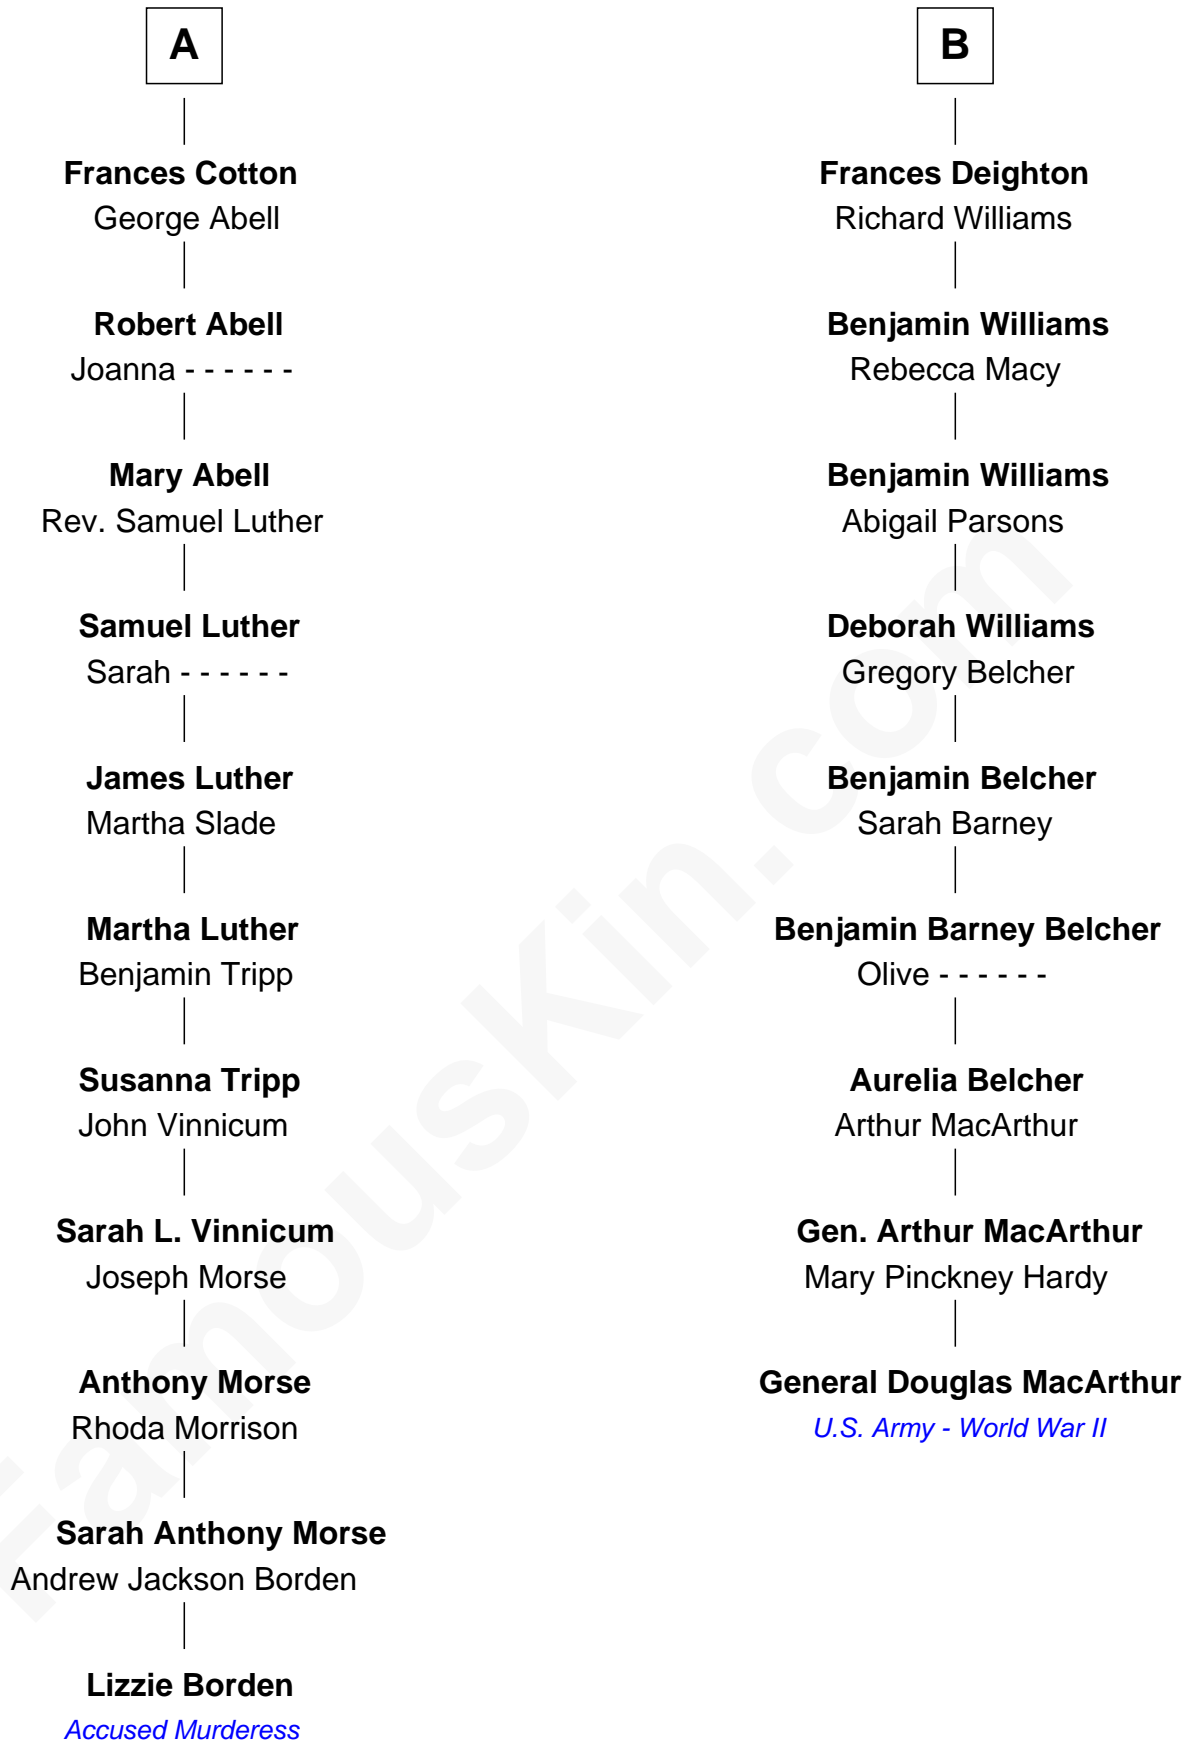 A
Frances Cotton
George Abell
Robert Abell
Joanna - - - - - -
Mary Abell
Rev. Samuel Luther
Samuel Luther
Sarah - - - - - -
James Luther
Martha Slade
Martha Luther
Benjamin Tripp
Susanna Tripp
John Vinnicum
Sarah L. Vinnicum
Joseph Morse
Anthony Morse
Rhoda Morrison
Sarah Anthony Morse
Andrew Jackson Borden
Lizzie Borden
Accused Murderess
B
Frances Deighton
Richard Williams
Benjamin Williams
Rebecca Macy
Benjamin Williams
Abigail Parsons
Deborah Williams
Gregory Belcher
Benjamin Belcher
Sarah Barney
Benjamin Barney Belcher
Olive - - - - - -
Aurelia Belcher
Arthur MacArthur
Gen. Arthur MacArthur
Mary Pinckney Hardy
General Douglas MacArthur
U.S. Army - World War II
FamousKin.com